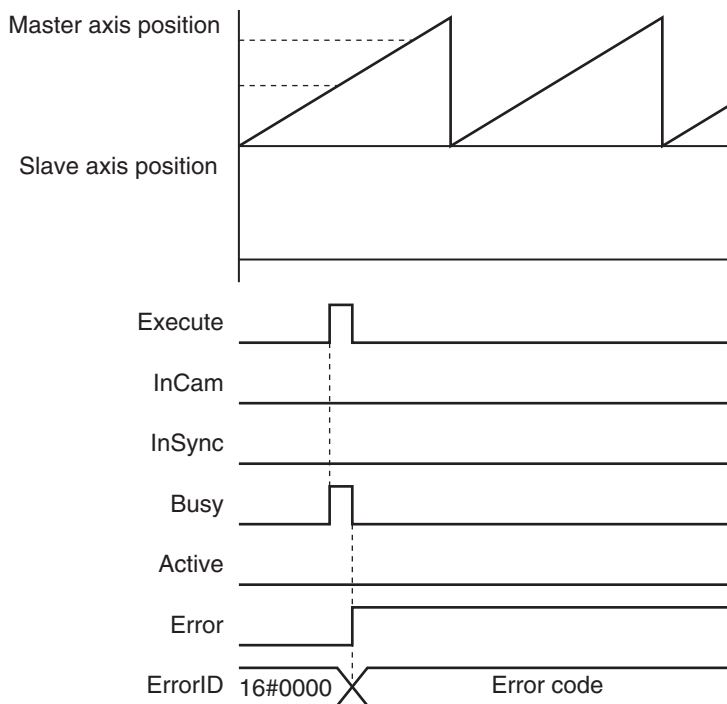 Master axis position
Slave axis position
Execute
InCam
InSync
Busy
Active
Error
ErrorID 16#0000 Error code